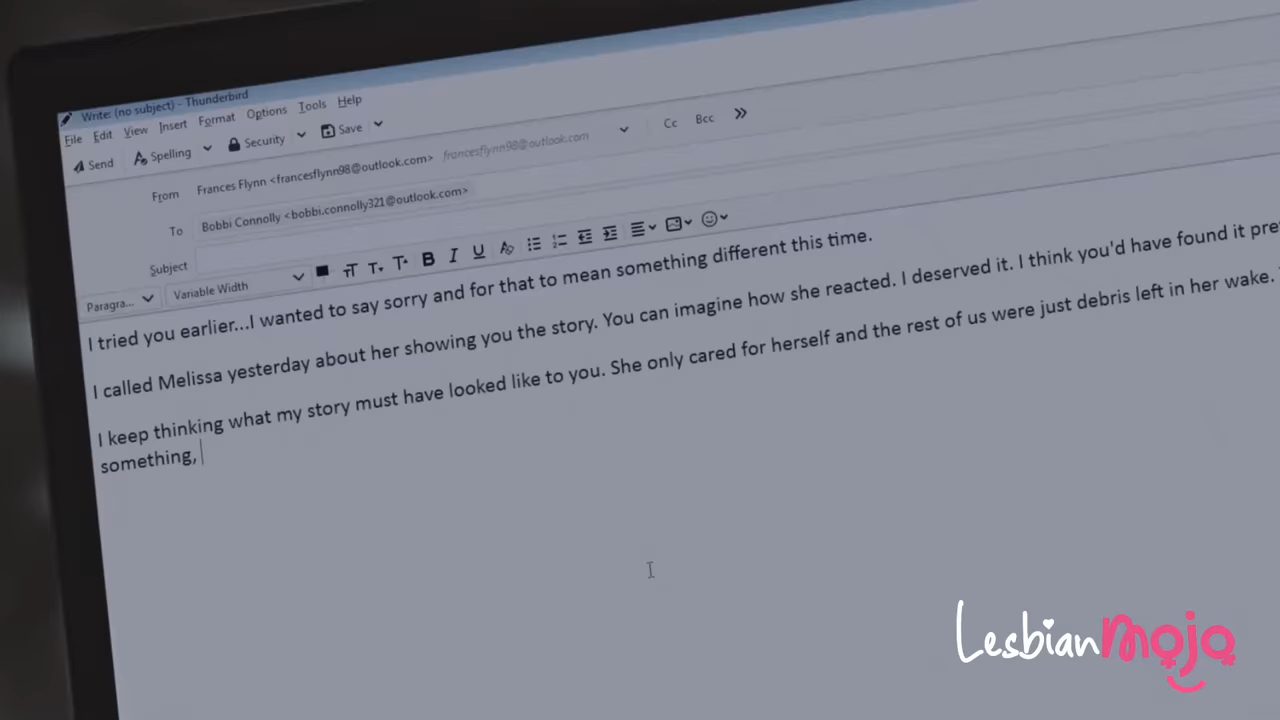 Write: (no subject) - Thunderbird
File Edit View Insert Format Options Tools Help
Send Spelling Security Save
From Frances Flynn <francesflynn98@outlook.com> francesflynn98@outlook.com Cc Bcc
To Bobbi Connolly <bobbi.connolly321@outlook.com>
Subject
Paragra... Variable Width
I tried you earlier...I wanted to say sorry and for that to mean something different this time.
I called Melissa yesterday about her showing you the story. You can imagine how she reacted. I deserved it. I think you'd have found it pre
I keep thinking what my story must have looked like to you. She only cared for herself and the rest of us were just debris left in her wake.
something,
LesbianMojo